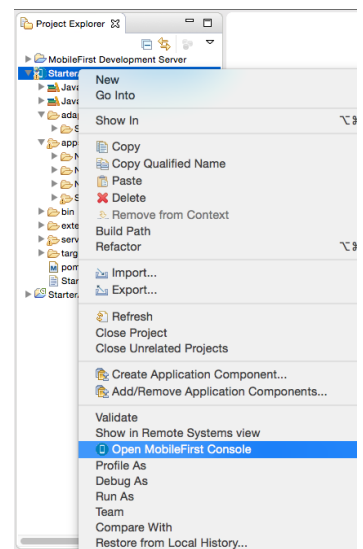 Project Explorer
MobileFirst Development Server
Starter
Java
Java
ada
S
app
N
N
N
S
bin
exte
serv
targ
pom
Star
Starter
New
Go Into
Show In
Copy
Copy Qualified Name
Paste
Delete
Remove from Context
Build Path
Refactor
Import...
Export...
Refresh
Close Project
Close Unrelated Projects
Create Application Component...
Add/Remove Application Components...
Validate
Show in Remote Systems view
Open MobileFirst Console
Profile As
Debug As
Run As
Team
Compare With
Restore from Local History...